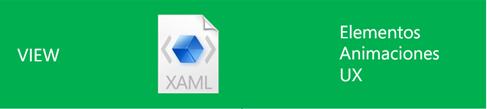 VIEW
XAML
Elementos
Animaciones
UX